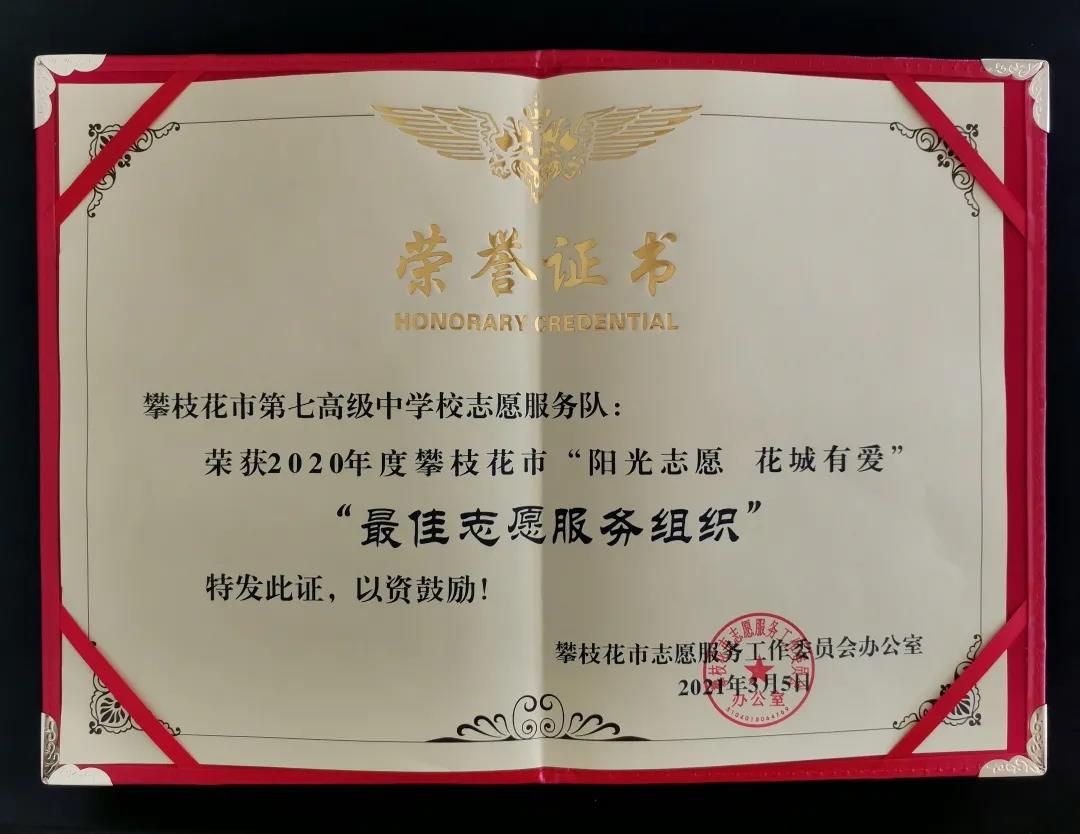 荣誉证书
HONORARY CREDENTIAL
攀枝花市第七高级中学校志愿服务队：
荣获2020年度攀枝花市“阳光志愿 花城有爱”
“最佳志愿服务组织”
特发此证，以资鼓励！
攀枝花市志愿服务工作委员会办公室
2021年3月5日
办公室